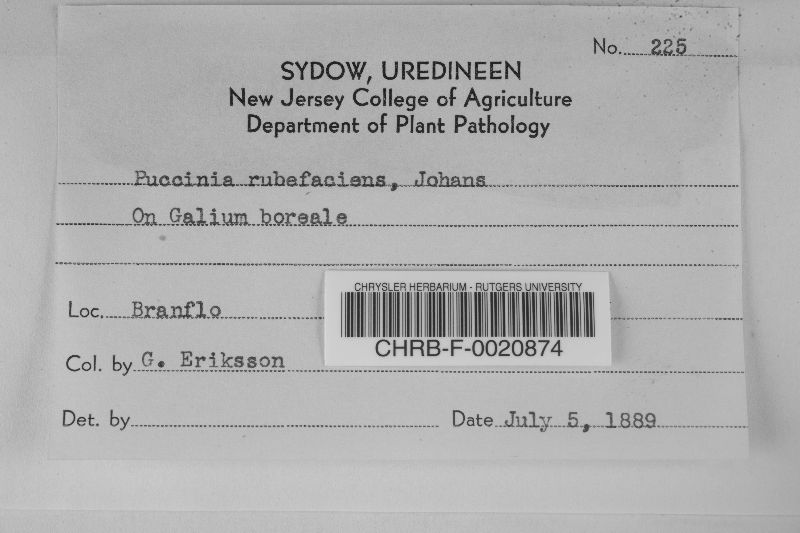 No. 225
SYDOW, UREDINEEN
New Jersey College of Agriculture
Department of Plant Pathology
Puccinia rubefaciens, Johans
On Galium boreale
Loc. Branflo
CHRYSLER HERBARIUM - RUTGERS UNIVERSITY
CHRB-F-0020874
Col. by G. Eriksson
Det. by
Date July 5, 1889